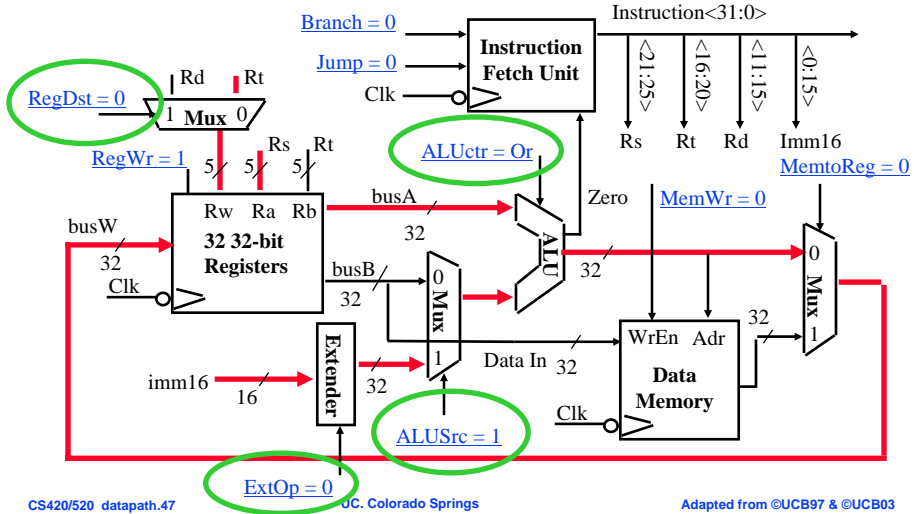 Branch = 0
Jump = 0
Clk
Instruction
Fetch Unit
Instruction<31:0>
<21:25>
<16:20>
<11:15>
<0:15>
Rs
Rt
Rd
Imm16
Rd
Rt
RegDst = 0
1 Mux 0
RegWr = 1
5
5
Rs
5
Rt
ALUctr = Or
MemtoReg = 0
MemWr = 0
Zero
busW
32
Rw Ra Rb
32 32-bit
Registers
Clk
busA
32
busB
32
0
Mux
1
ALU
32
0
Mux
1
imm16
16
Extender
32
Data In
32
WrEn Adr
Data
Memory
32
Clk
ALUSrc = 1
ExtOp = 0
CS420/520 datapath.47
UC. Colorado Springs
Adapted from ©UCB97 & ©UCB03